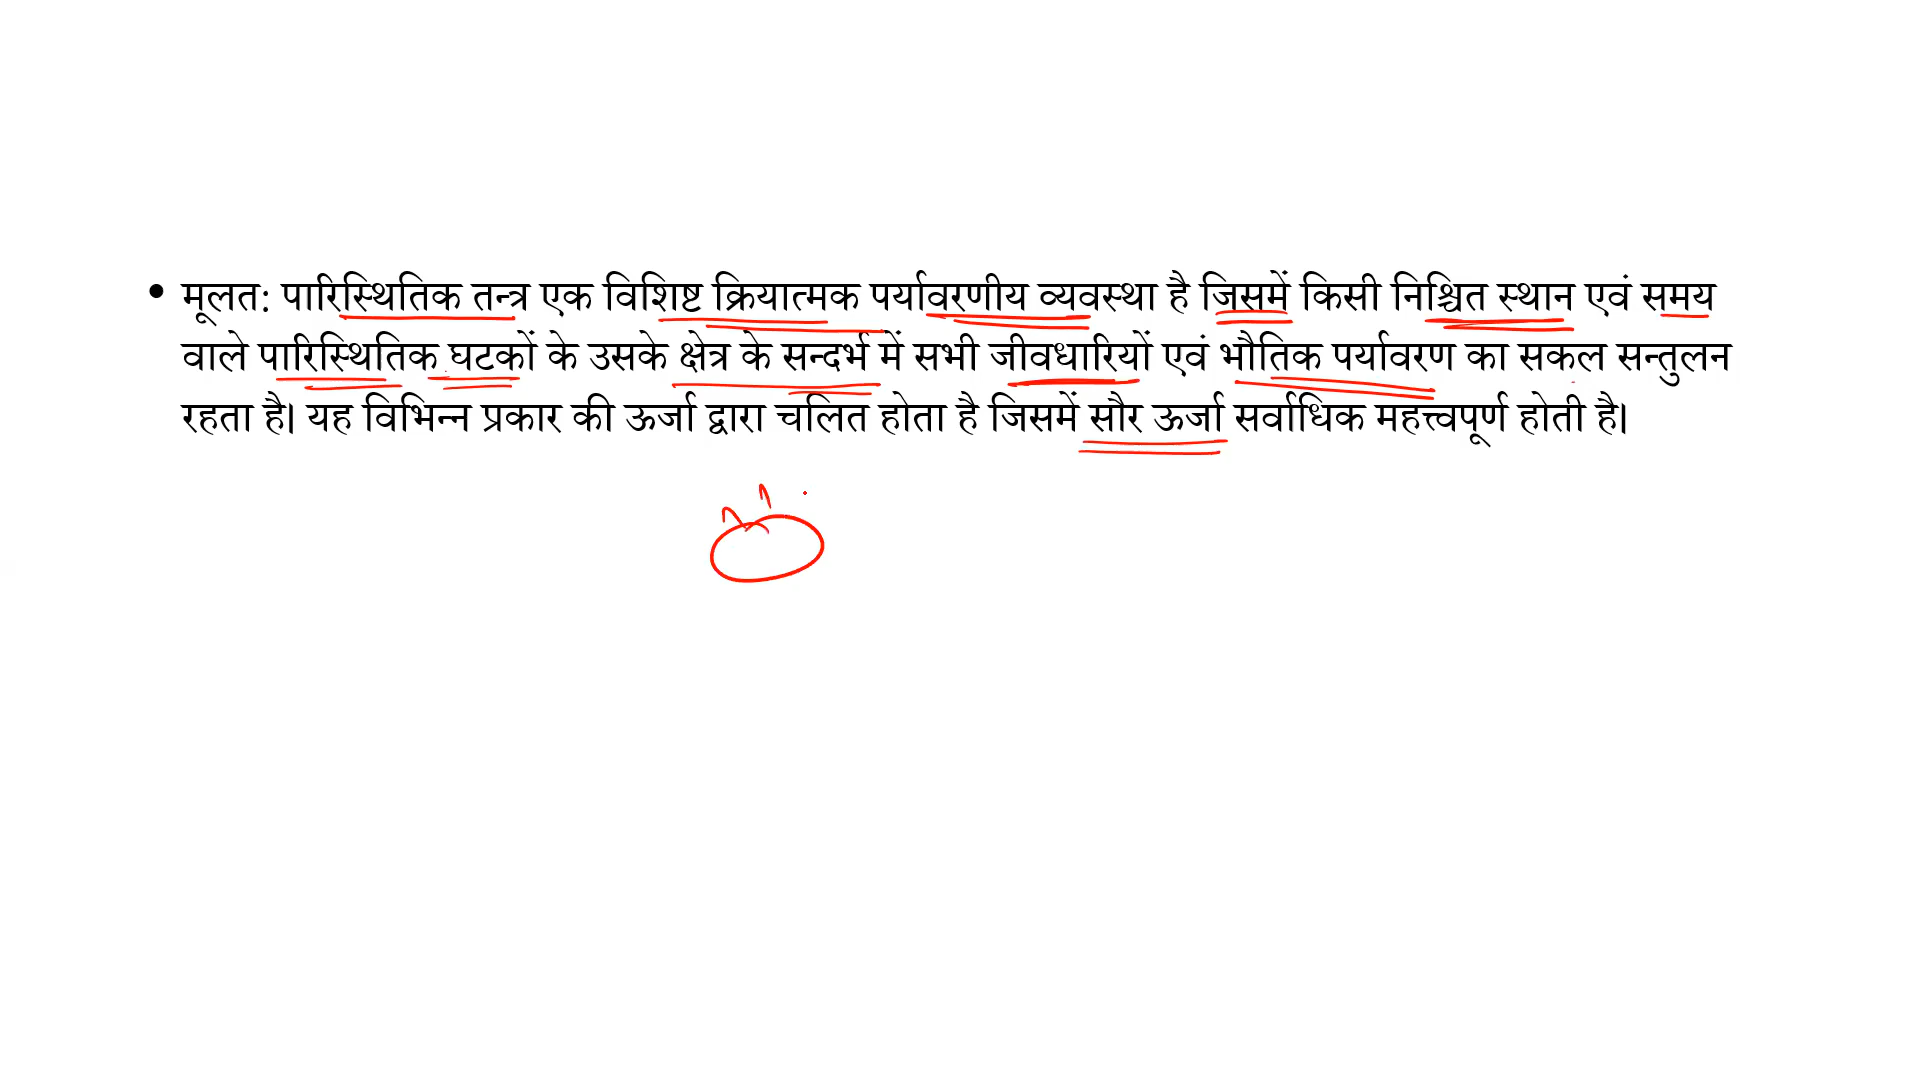 • मूलत: पारिस्थितिक तन्त्र एक विशिष्ट क्रियात्मक पर्यावरणीय व्यवस्था है जिसमें किसी निश्चित स्थान एवं समय
वाले पारिस्थितिक घटकों के उसके क्षेत्र के सन्दर्भ में सभी जीवधारियों एवं भौतिक पर्यावरण का सकल सन्तुलन
रहता है। यह विभिन्न प्रकार की ऊर्जा द्वारा चलित होता है जिसमें सौर ऊर्जा सर्वाधिक महत्त्वपूर्ण होती है।